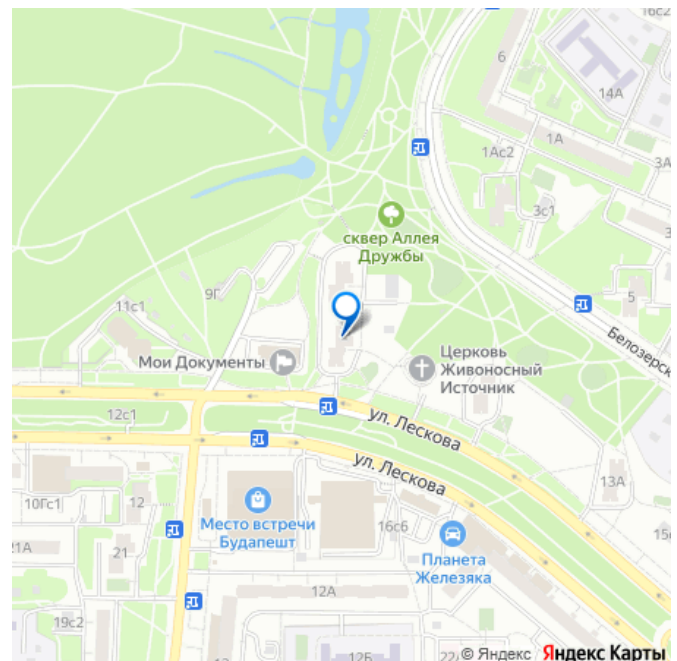 16с2
6
14А
1А
1Ас2
3А
3с1
сквер Аллея
Дружбы
9Г
11с1
5
Белозерск
Мои Документы
Церковь
Живоносный
Источник
12с1
ул. Лескова
ул. Лескова
13А
10Гс1
12
Место встречи
Будапешт
16с6
21А
21
Планета
Железяка
12А
19с2
12Б
© Яндекс Яндекс Карты